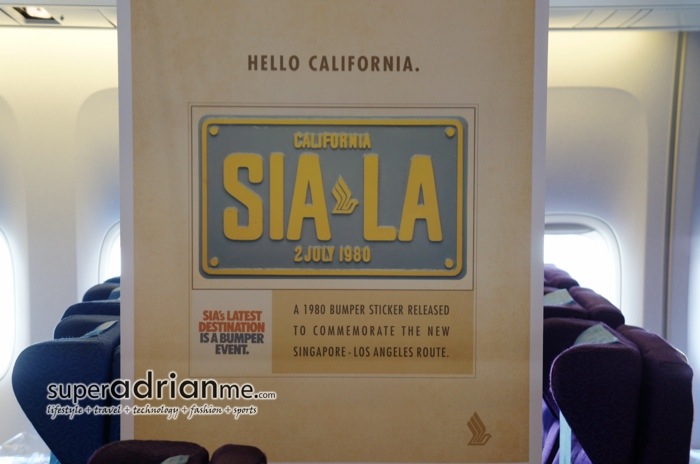 HELLO CALIFORNIA.
CALIFORNIA
SIA LA
2 JULY 1980
SIA's LATEST
DESTINATION
IS A BUMPER
EVENT.
A 1980 BUMPER STICKER RELEASED
TO COMMEMORATE THE NEW
SINGAPORE - LOS ANGELES ROUTE.
superadrianme.com
lifestyle + travel + technology + fashion + sports